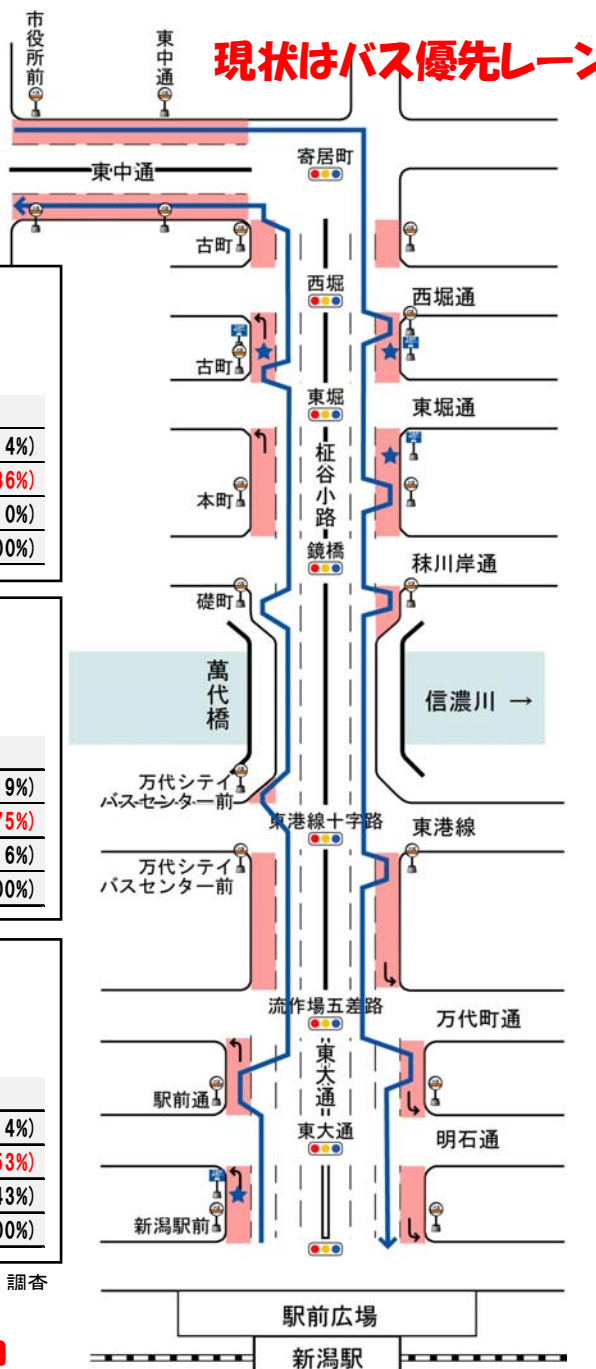 現状はバス優先レーン
市役所前
東中通
東中通
寄居町
古町
西堀
西堀通
古町
東堀
東堀通
柾谷小路
本町
鏡橋
秣川岸通
礎町
萬代橋
信濃川 →
万代シテイ
バスセンター前
東港線十字路
東港線
万代シテイ
バスセンター前
流作場五差路
万代町通
東大通
駅前通
東大通
明石通
新潟駅前
駅前広場
新潟駅
4%)
36%)
0%)
00%)
9%)
75%)
6%)
00%)
4%)
53%)
43%)
00%)
調査